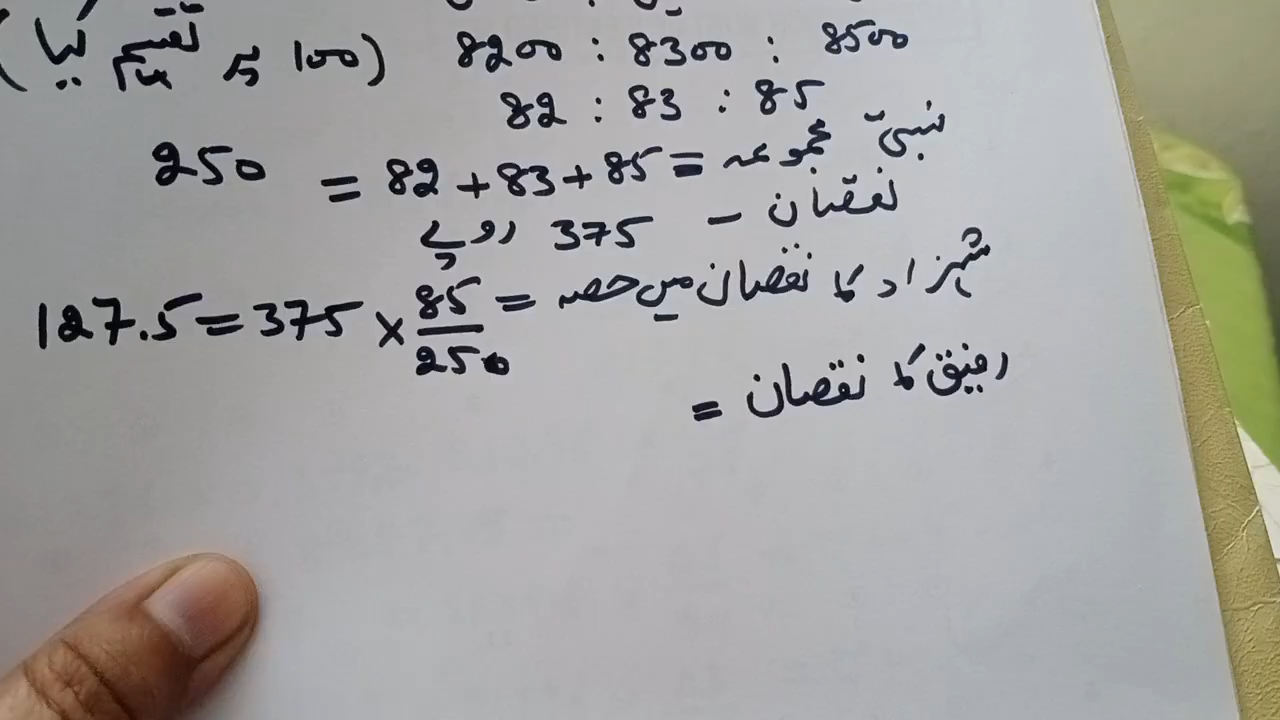 8500 : 8300 : 8200 (100 پر تقسیم کیا)
85 : 83 : 82
نسبتی مجموعہ = 85+83+82 = 250
نقصان - 375 روپے
شہزاد کا نقصان میں حصہ = 85/250 × 375 = 127.5
رفیق کا نقصان =